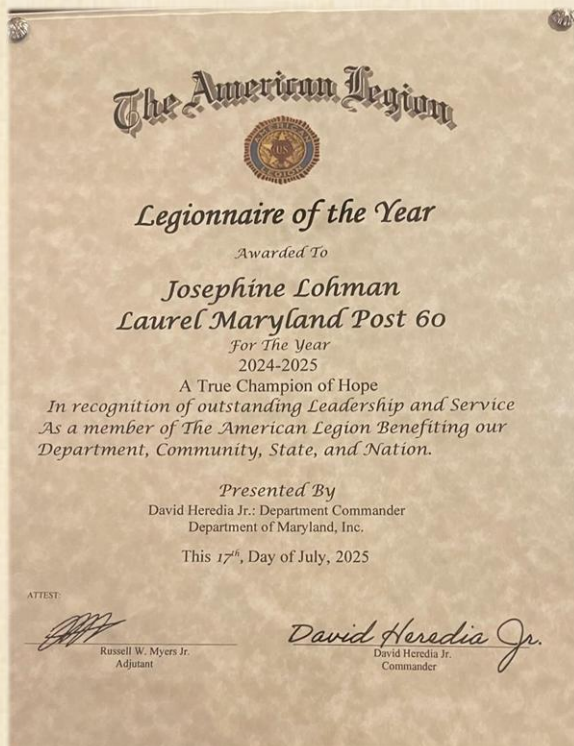 The American Legion
AMERICAN
US
LEGION
Legionnaire of the Year
Awarded To
Josephine Lohman
Laurel Maryland Post 60
For The Year
2024-2025
A True Champion of Hope
In recognition of outstanding Leadership and Service
As a member of The American Legion Benefiting our
Department, Community, State, and Nation.
Presented By
David Heredia Jr.: Department Commander
Department of Maryland, Inc.
This 17th, Day of July, 2025
ATTEST:
David Heredia Jr.
Russell W. Myers Jr.
David Heredia Jr.
Adjutant
Commander